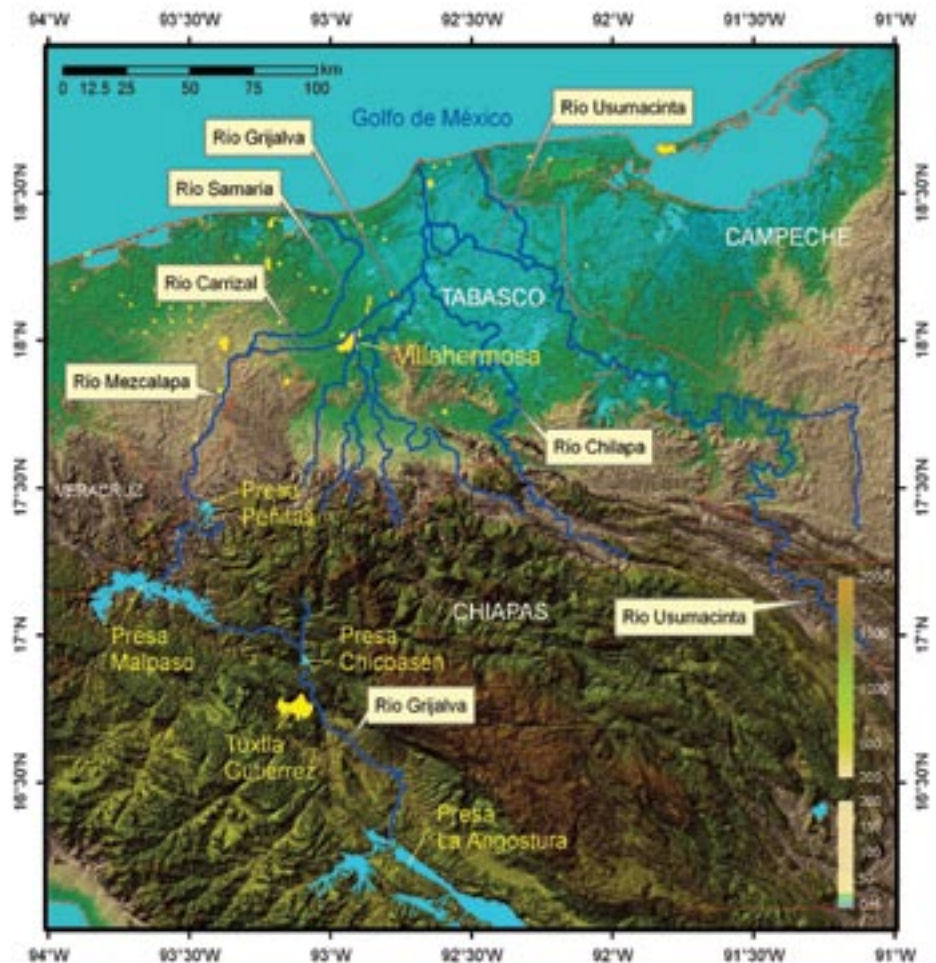 94°W 93°30'W 93°W 92°30'W 92°W 91°30'W 91°W
km
0 12.5 25 50 75 100
Golfo de México
Río Usumacinta
Río Grijalva
18°30'N
18°30'N
Río Samaria
CAMPECHE
Río Carrizal
TABASCO
18°N
18°N
Villahermosa
Río Mezcalapa
Río Chilapa
17°30'N
17°30'N
VERACRUZ
Presa
Peñitas
CHIAPAS
Río Usumacinta
17°N
17°N
Presa
Malpaso
Presa
Chicoasén
Río Grijalva
Tuxtla
Gutiérrez
16°30'N
16°30'N
Presa
La Angostura
94°W 93°30'W 93°W 92°30'W 92°W 91°30'W 91°W